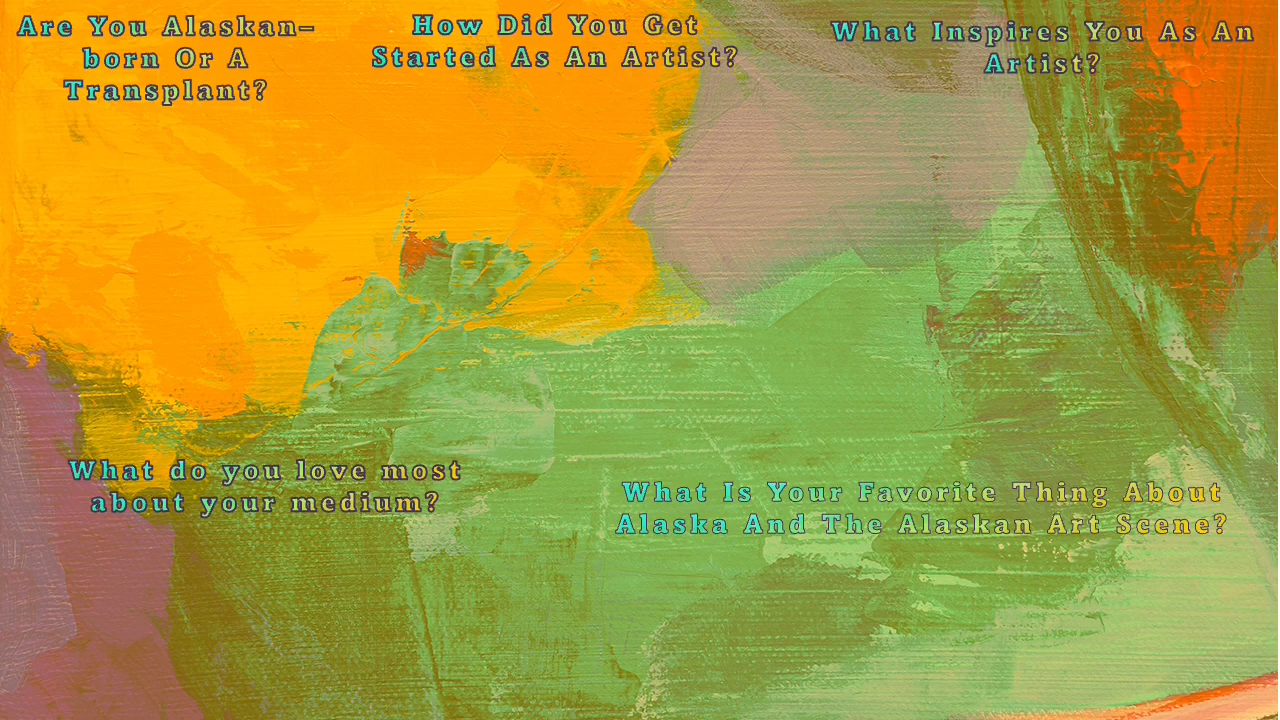 Are You Alaskan–
born Or A
Transplant?
How Did You Get
Started As An Artist?
What Inspires You As An
Artist?
What do you love most
about your medium?
What Is Your Favorite Thing About
Alaska And The Alaskan Art Scene?